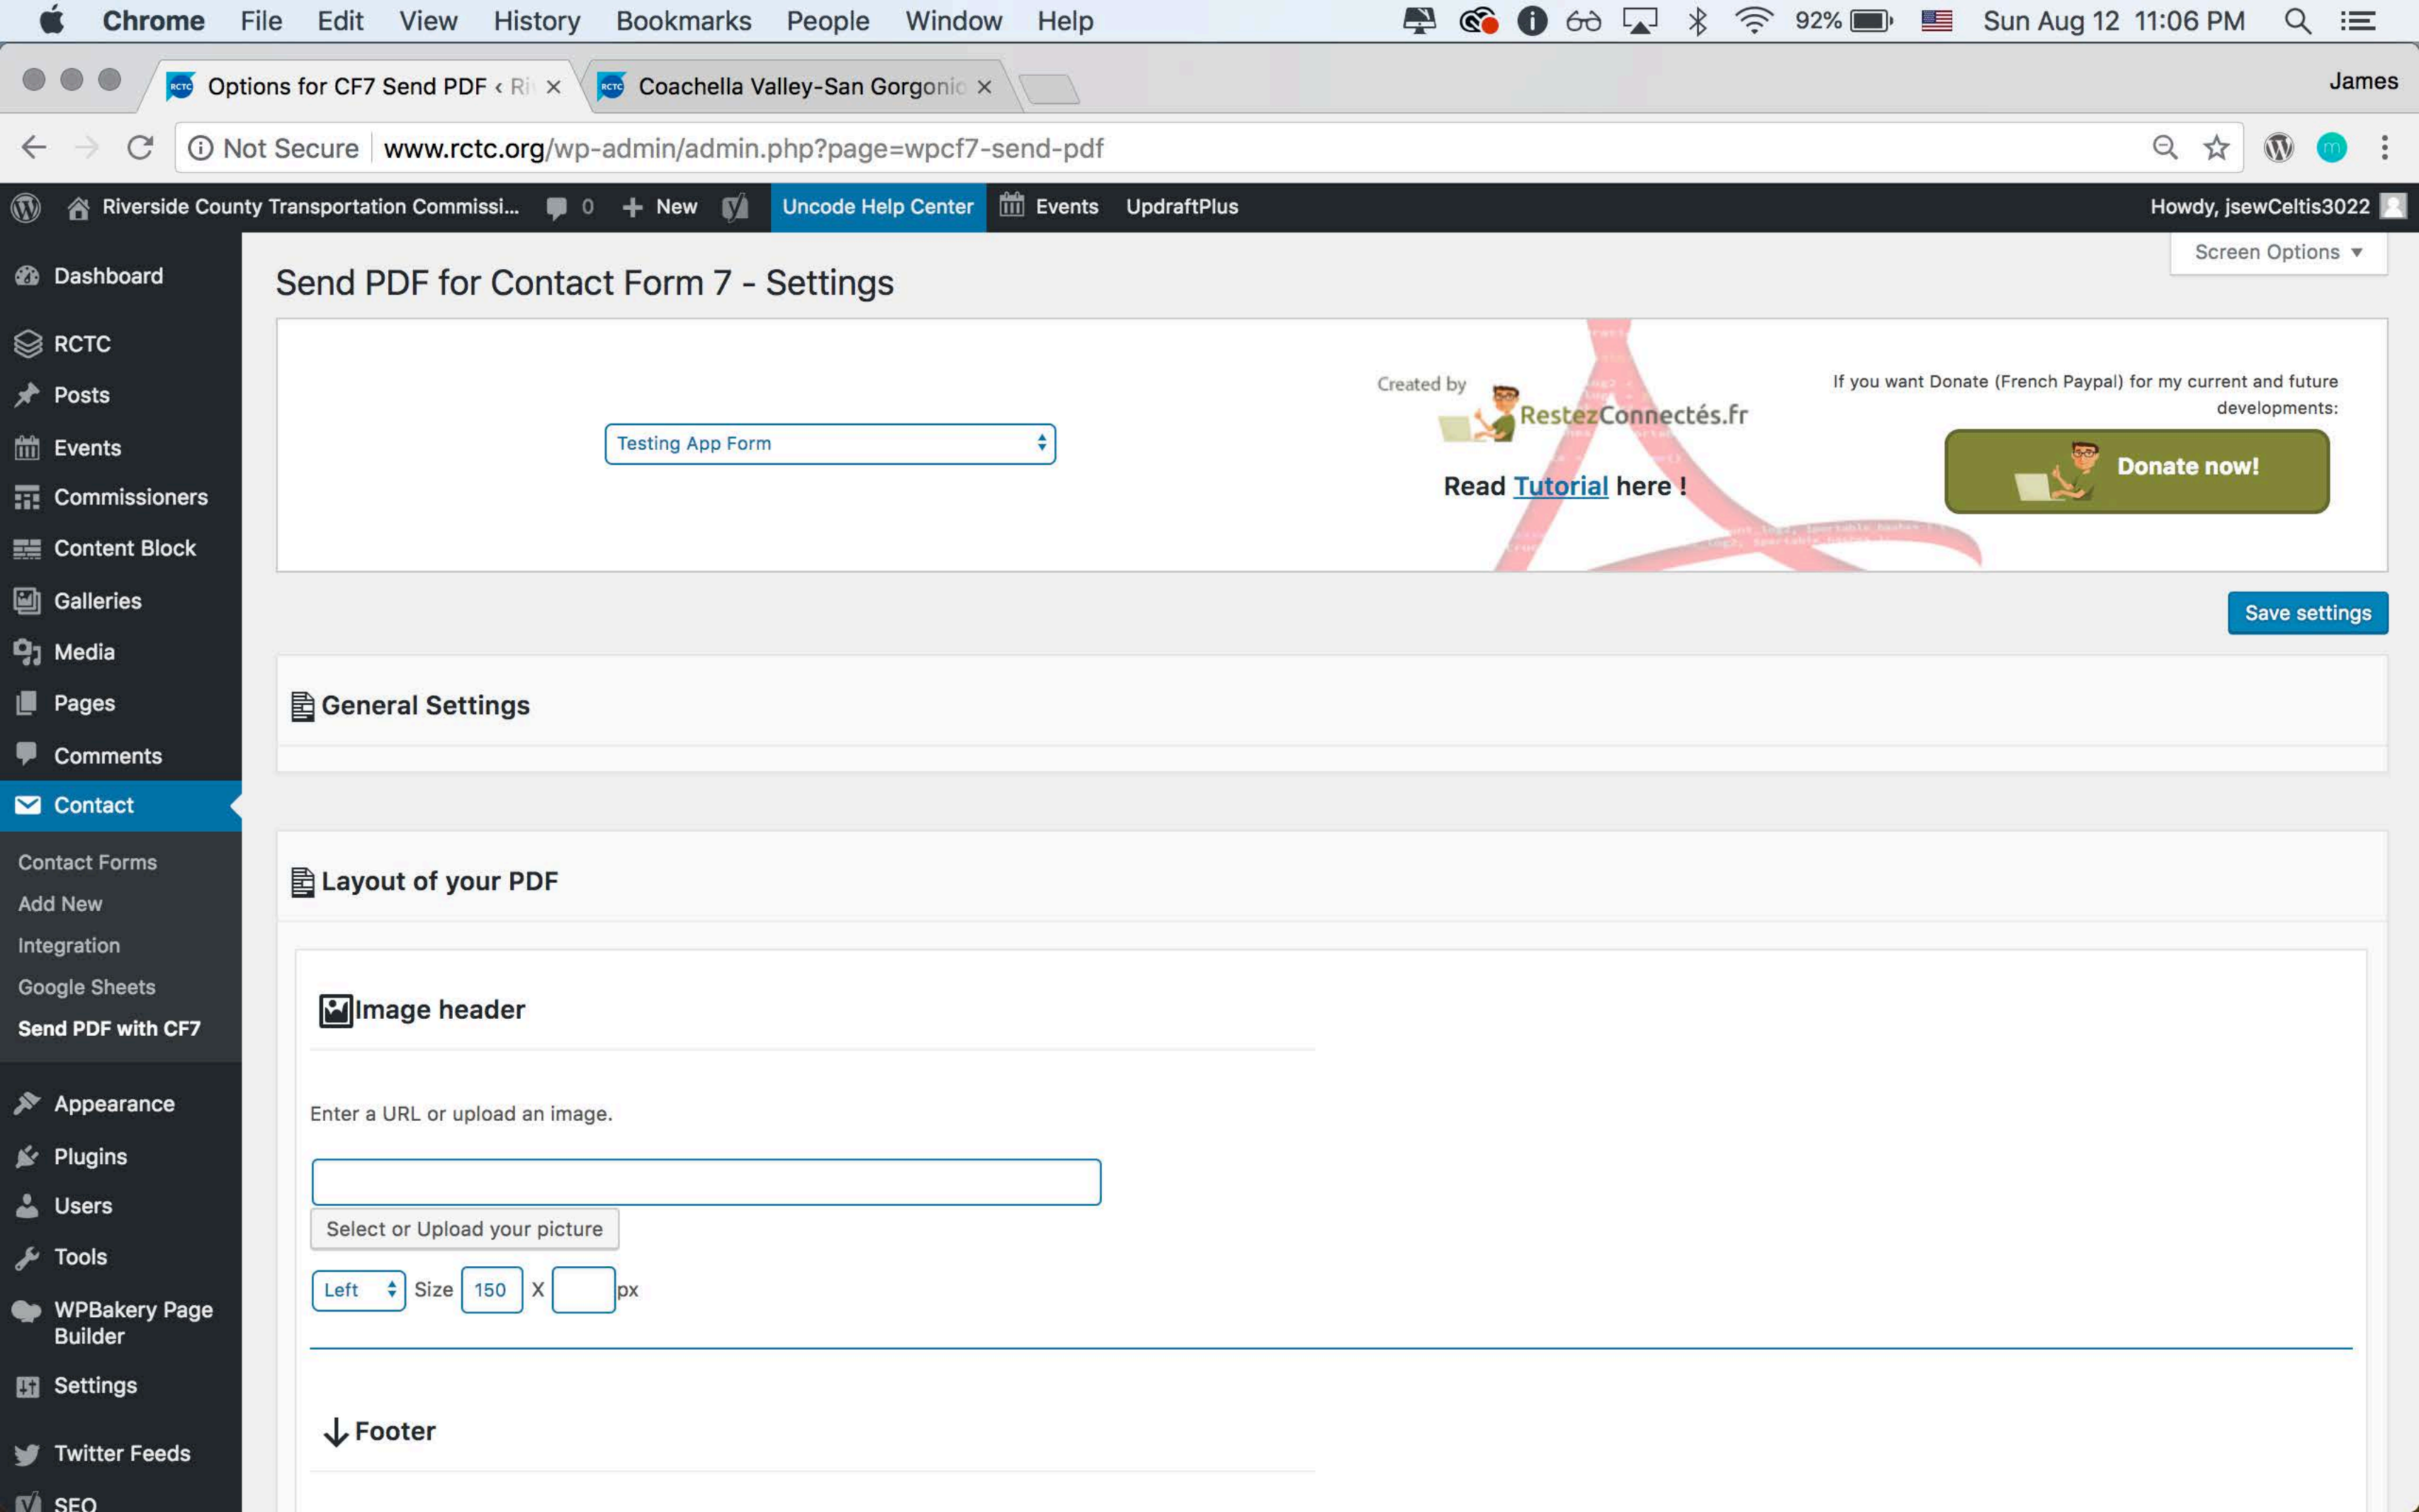 Chrome File Edit View History Bookmarks People Window Help 92% Sun Aug 12 11:06 PM
Options for CF7 Send PDF ‹ Ri Coachella Valley-San Gorgonio James
Not Secure www.rctc.org/wp-admin/admin.php?page=wpcf7-send-pdf
Riverside County Transportation Commissi... 0 + New Uncode Help Center Events UpdraftPlus Howdy, jsewCeltis3022
Screen Options
Dashboard
RCTC
Posts
Events
Commissioners
Content Block
Galleries
Media
Pages
Comments
Contact
Contact Forms
Add New
Integration
Google Sheets
Send PDF with CF7
Appearance
Plugins
Users
Tools
WPBakery Page
Builder
Settings
Twitter Feeds
SEO
Send PDF for Contact Form 7 - Settings
Testing App Form
Created by
RestezConnectés.fr
Read Tutorial here !
If you want Donate (French Paypal) for my current and future
developments:
Donate now!
Save settings
General Settings
Layout of your PDF
Image header
Enter a URL or upload an image.
Select or Upload your picture
Left Size 150 X px
Footer